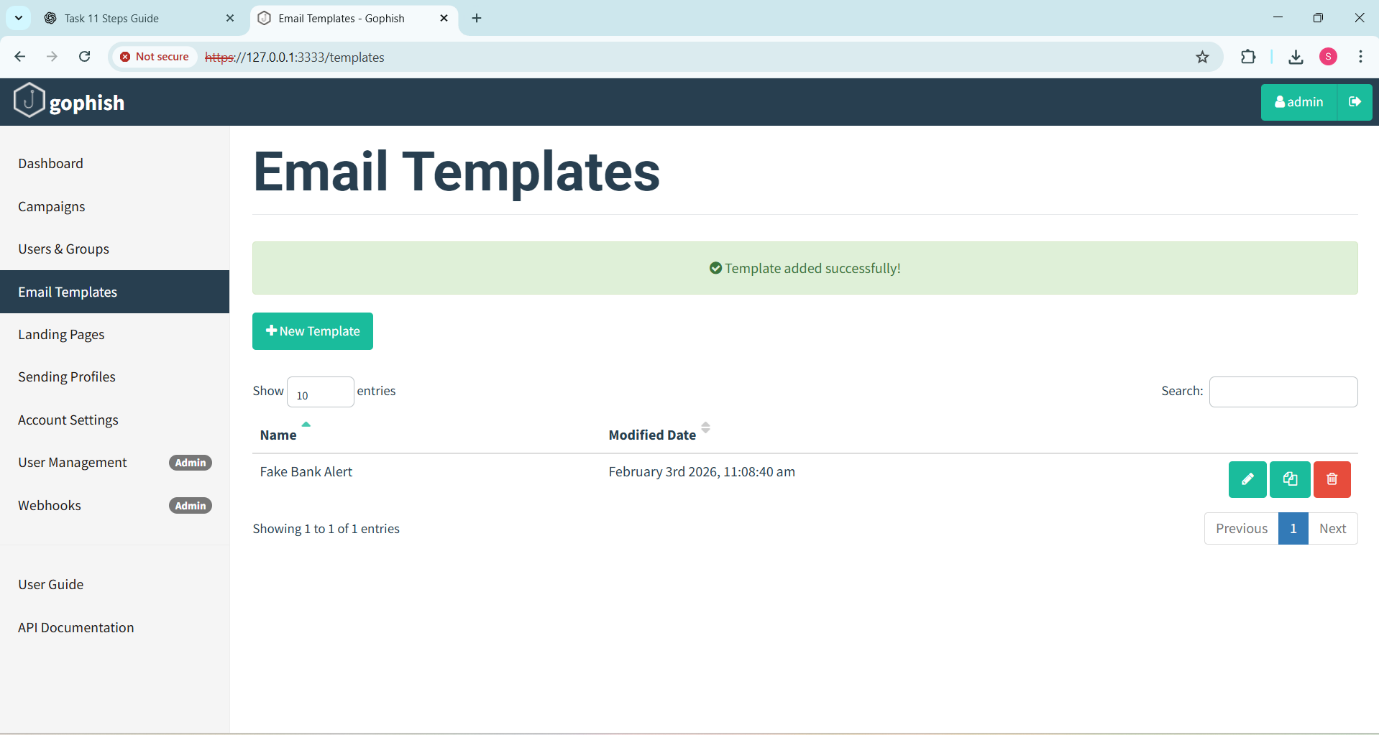 Task 11 Steps Guide
Email Templates - Gophish
Not secure
https://127.0.0.1:3333/templates
S
gophish
admin
Dashboard
Campaigns
Users & Groups
Email Templates
Landing Pages
Sending Profiles
Account Settings
User Management Admin
Webhooks Admin
User Guide
API Documentation
Email Templates
Template added successfully!
New Template
Show 10 entries
Search:
Name Modified Date
Fake Bank Alert February 3rd 2026, 11:08:40 am
Showing 1 to 1 of 1 entries
Previous 1 Next